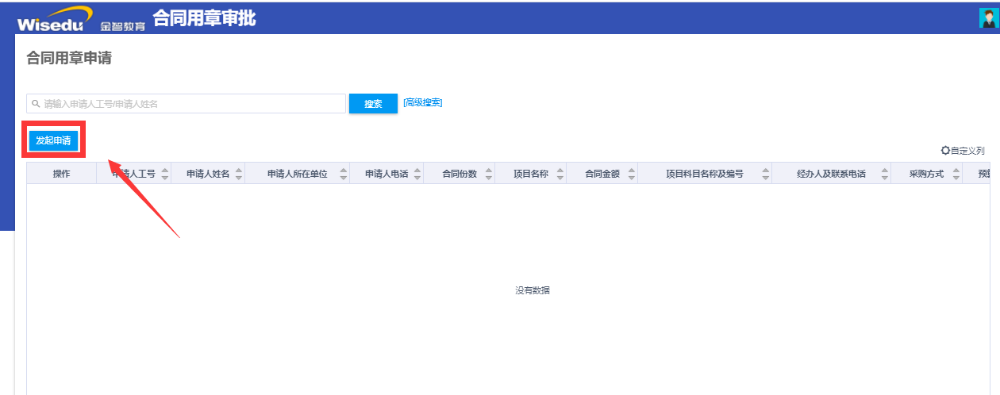 Wisedu 金智教育 合同用章审批
合同用章申请
请输入申请人工号/申请人姓名 搜索 [高级搜索]
发起申请
自定义列
操作 申请人工号 申请人姓名 申请人所在单位 申请人电话 合同份数 项目名称 合同金额 项目科目名称及编号 经办人及联系电话 采购方式 预
没有数据